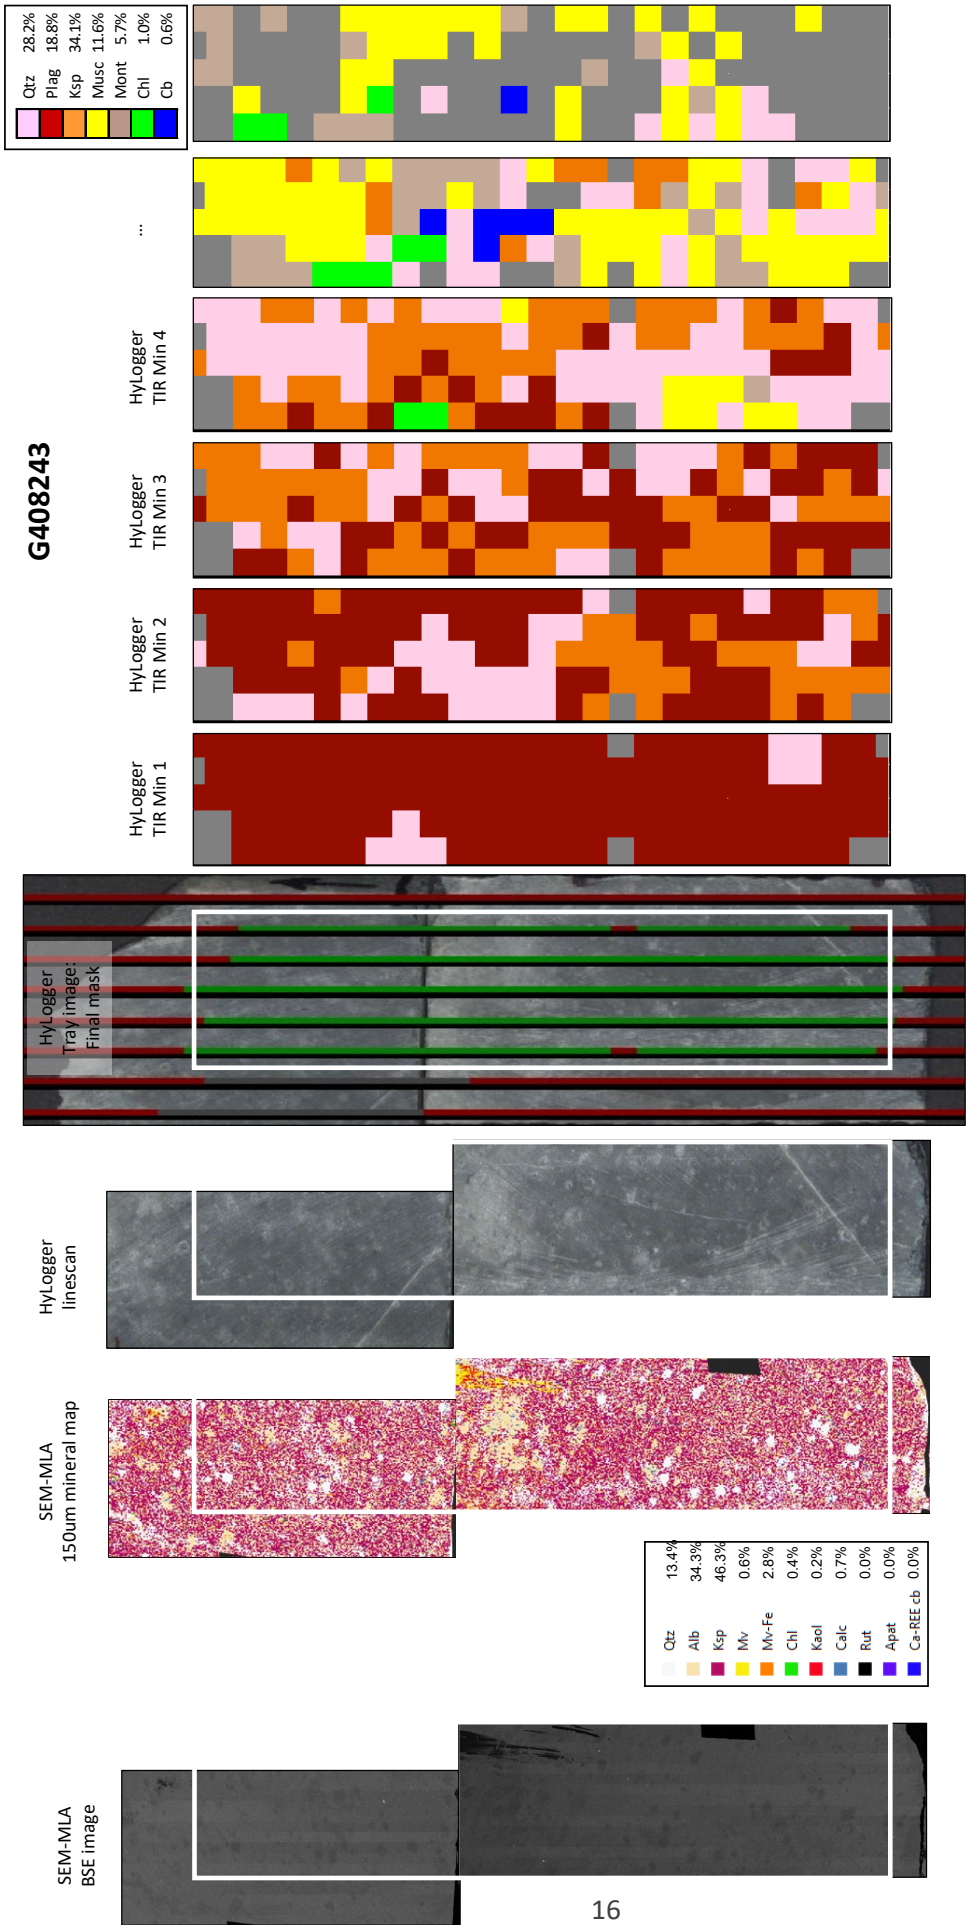 G408243
SEM-MLA
BSE image
SEM-MLA
150um mineral map
HyLogger
linescan
HyLogger
Tray image:
Final mask
HyLogger
TIR Min 1
HyLogger
TIR Min 2
HyLogger
TIR Min 3
HyLogger
TIR Min 4
...
Qtz 28.2%
Plag 18.8%
Ksp 34.1%
Musc 11.6%
Mont 5.7%
Chl 1.0%
Cb 0.6%
Qtz 13.4%
Alb 34.3%
Ksp 46.3%
Mv 0.6%
Mv-Fe 2.8%
Chl 0.4%
Kaol 0.2%
Calc 0.7%
Rut 0.0%
Apat 0.0%
Ca-REE cb 0.0%
16